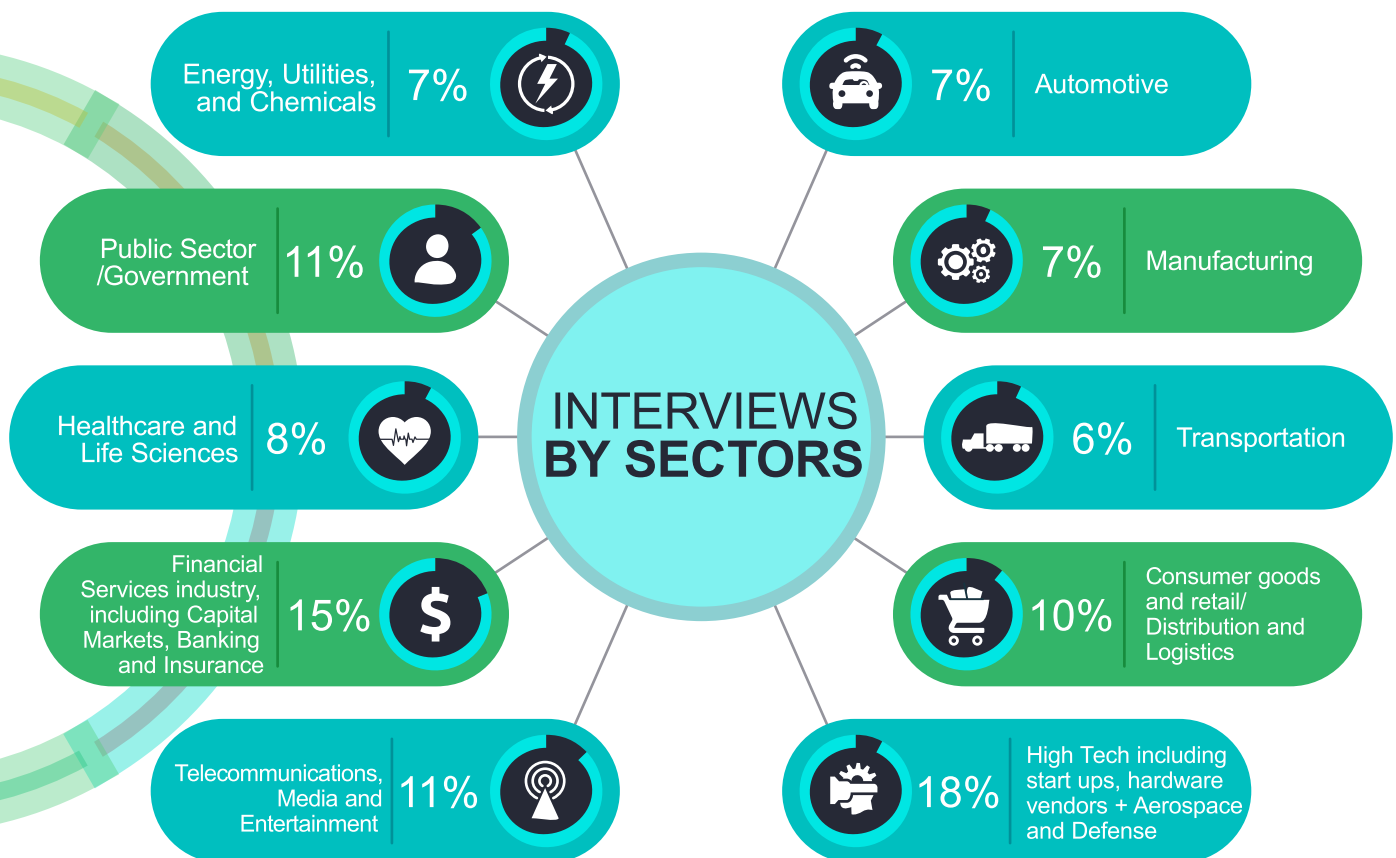 Energy, Utilities,
and Chemicals
7%
7%
Automotive
Public Sector
/Government
11%
7%
Manufacturing
Healthcare and
Life Sciences
8%
INTERVIEWS
BY SECTORS
6%
Transportation
Financial
Services industry,
including Capital
Markets, Banking
and Insurance
15%
$
10%
Consumer goods
and retail/
Distribution and
Logistics
Telecommunications,
Media and
Entertainment
11%
18%
High Tech including
start ups, hardware
vendors + Aerospace
and Defense